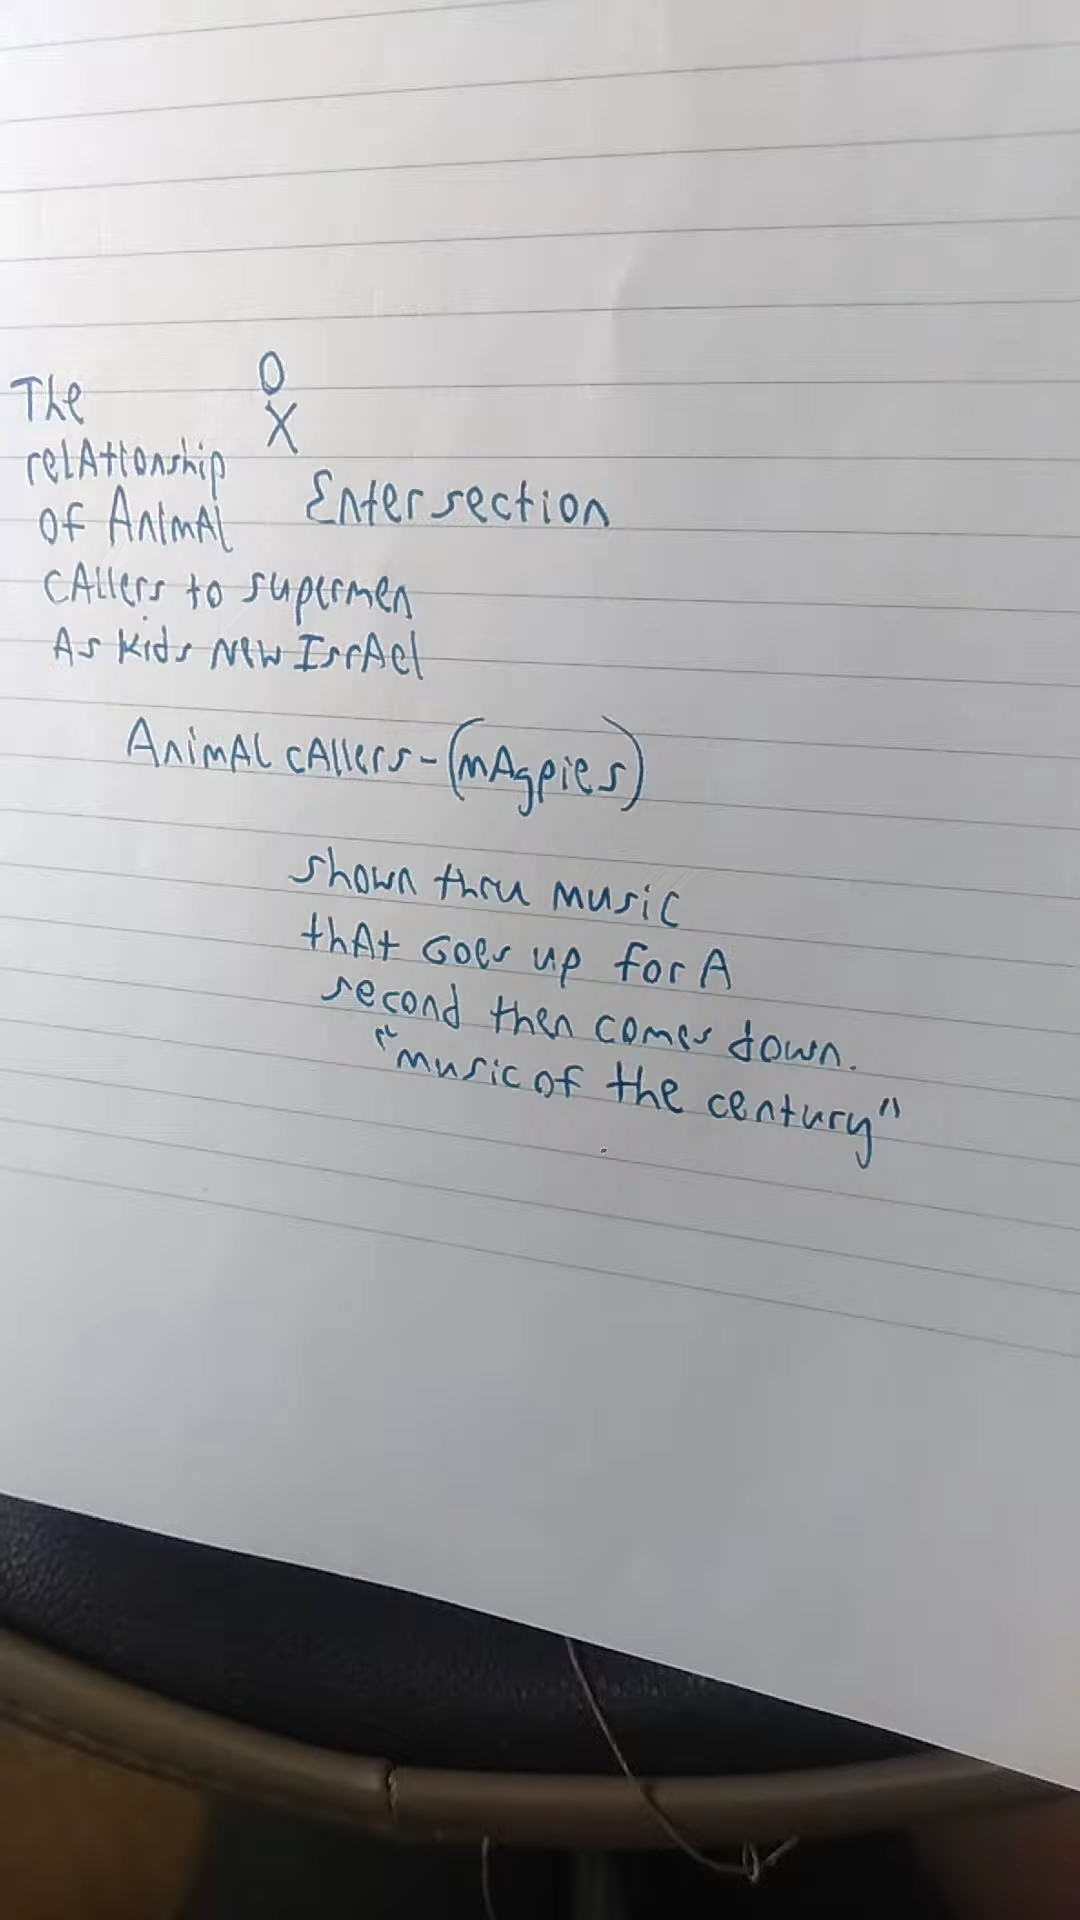 O
X
The
relAtionship
Entersection
OF AnimAl
cAllers to supermen
As kids New IsrAel
AnimAL cAllers - (mAgpies)
shown thru music
thAt Goes up for A
second then comes down.
"music of the century"